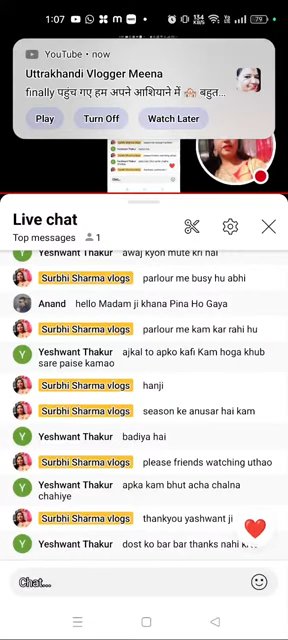 1:07
79
YouTube • now
Uttrakhandi Vlogger Meena
finally पहुंच गए हम अपने आशियाने में 🏘️ बहुत...
Play
Turn Off
Watch Later
Live chat
Top messages 1
Yeshwant Thakur awaj kyon mute kri hai
Surbhi Sharma vlogs parlour me busy hu abhi
Anand hello Madam ji khana Pina Ho Gaya
Surbhi Sharma vlogs parlour me kam kar rahi hu
Yeshwant Thakur ajkal to apko kafi Kam hoga khub
sare paise kamao
Surbhi Sharma vlogs hanji
Surbhi Sharma vlogs season ke anusar hai kam
Yeshwant Thakur badiya hai
Surbhi Sharma vlogs please friends watching uthao
Yeshwant Thakur apka kam bhut acha chalna
chahiye
Surbhi Sharma vlogs thankyou yashwant ji
Yeshwant Thakur dost ko bar bar thanks nahi
Chat...